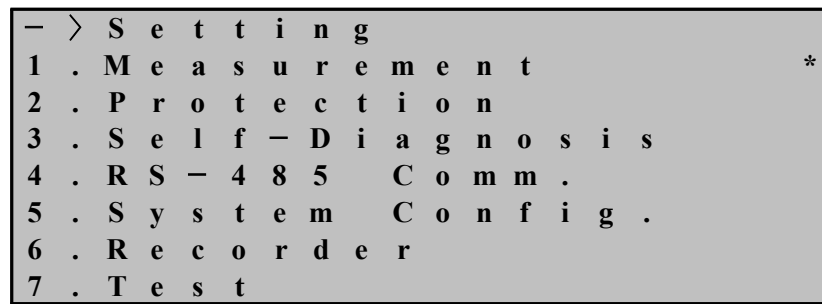 –> Setting
1.Measurement *
2.Protection
3.Self–Diagnosis
4.RS–485 Comm.
5.System Config.
6.Recorder
7.Test